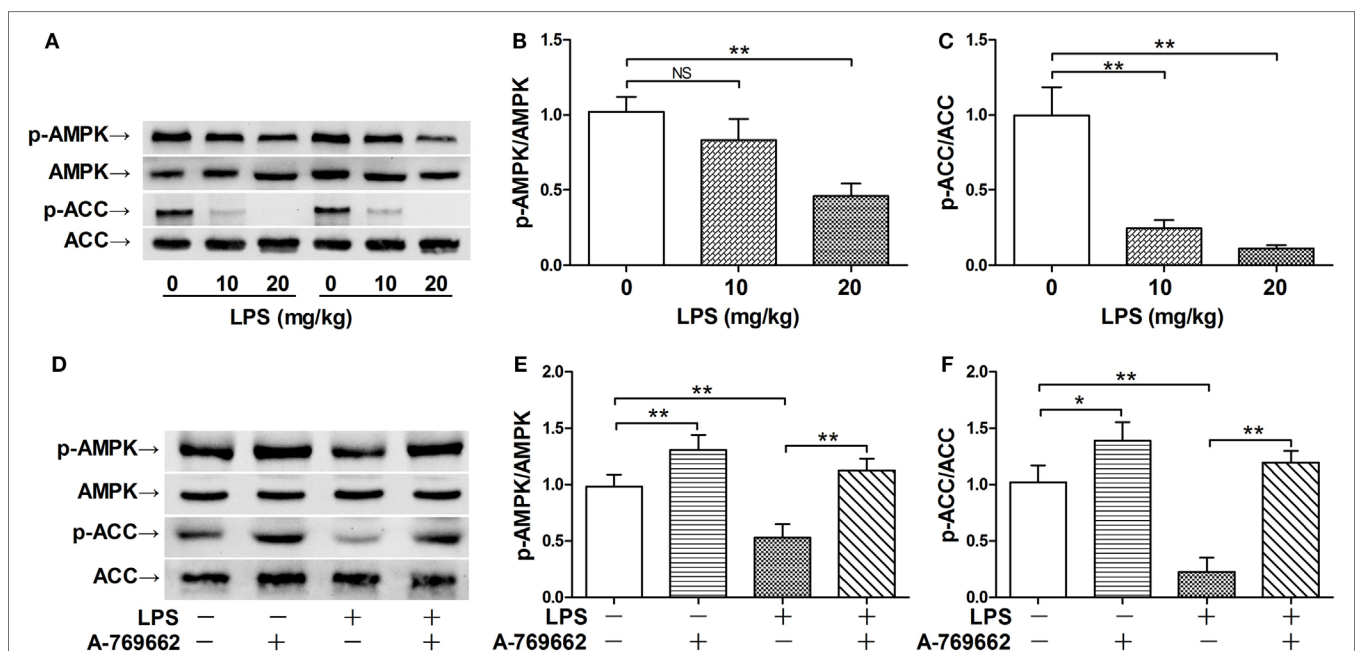 A
p-AMPK→
AMPK→
p-ACC→
ACC→
0 10 20 0 10 20
LPS (mg/kg)
B
p-AMPK/AMPK
1.5
1.0
0.5
0.0
NS
**
0 10 20
LPS (mg/kg)
C
p-ACC/ACC
1.5
1.0
0.5
0.0
**
**
0 10 20
LPS (mg/kg)
D
p-AMPK→
AMPK→
p-ACC→
ACC→
LPS − − + +
A-769662 − + − +
E
p-AMPK/AMPK
2.0
1.5
1.0
0.5
0.0
**
**
**
LPS − − + +
A-769662 − + − +
F
p-ACC/ACC
2.0
1.5
1.0
0.5
0.0
**
*
**
LPS − − + +
A-769662 − + − +